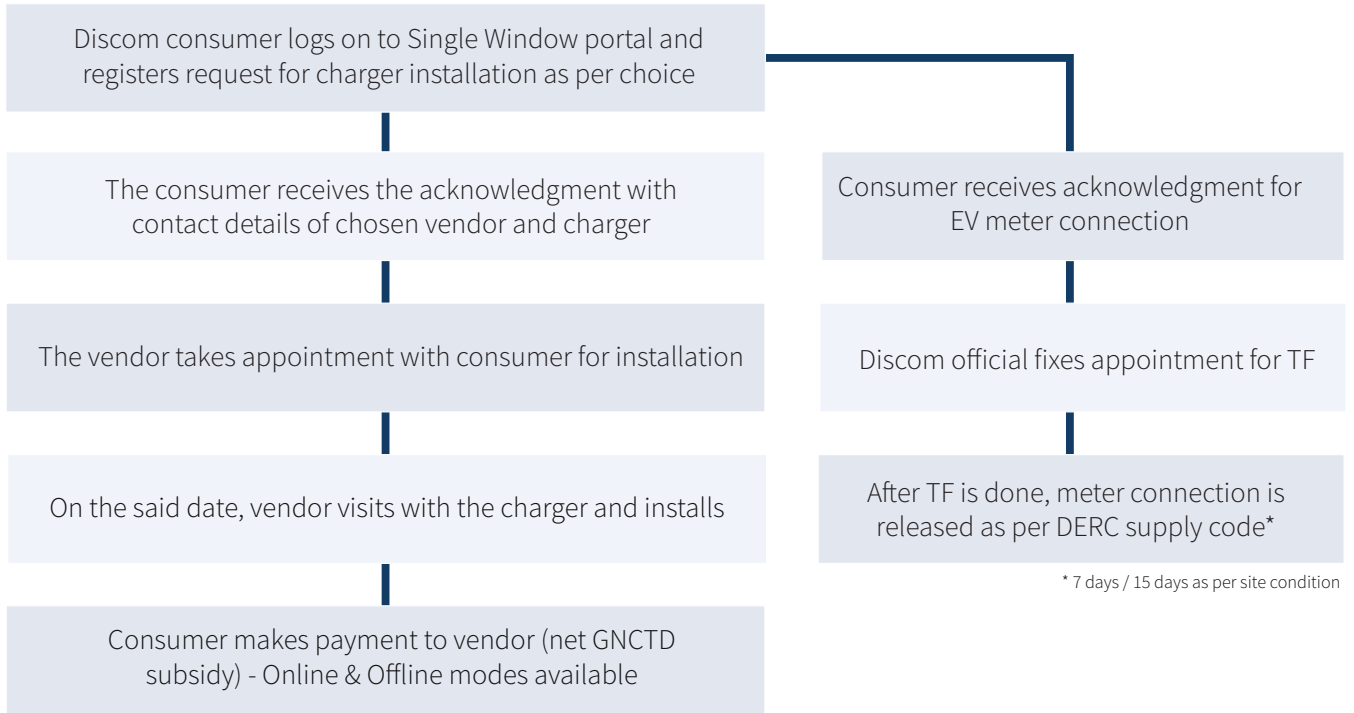 Discom consumer logs on to Single Window portal and
registers request for charger installation as per choice
The consumer receives the acknowledgment with
contact details of chosen vendor and charger
The vendor takes appointment with consumer for installation
On the said date, vendor visits with the charger and installs
Consumer makes payment to vendor (net GNCTD
subsidy) - Online & Offline modes available
Consumer receives acknowledgment for
EV meter connection
Discom official fixes appointment for TF
After TF is done, meter connection is
released as per DERC supply code*
* 7 days / 15 days as per site condition